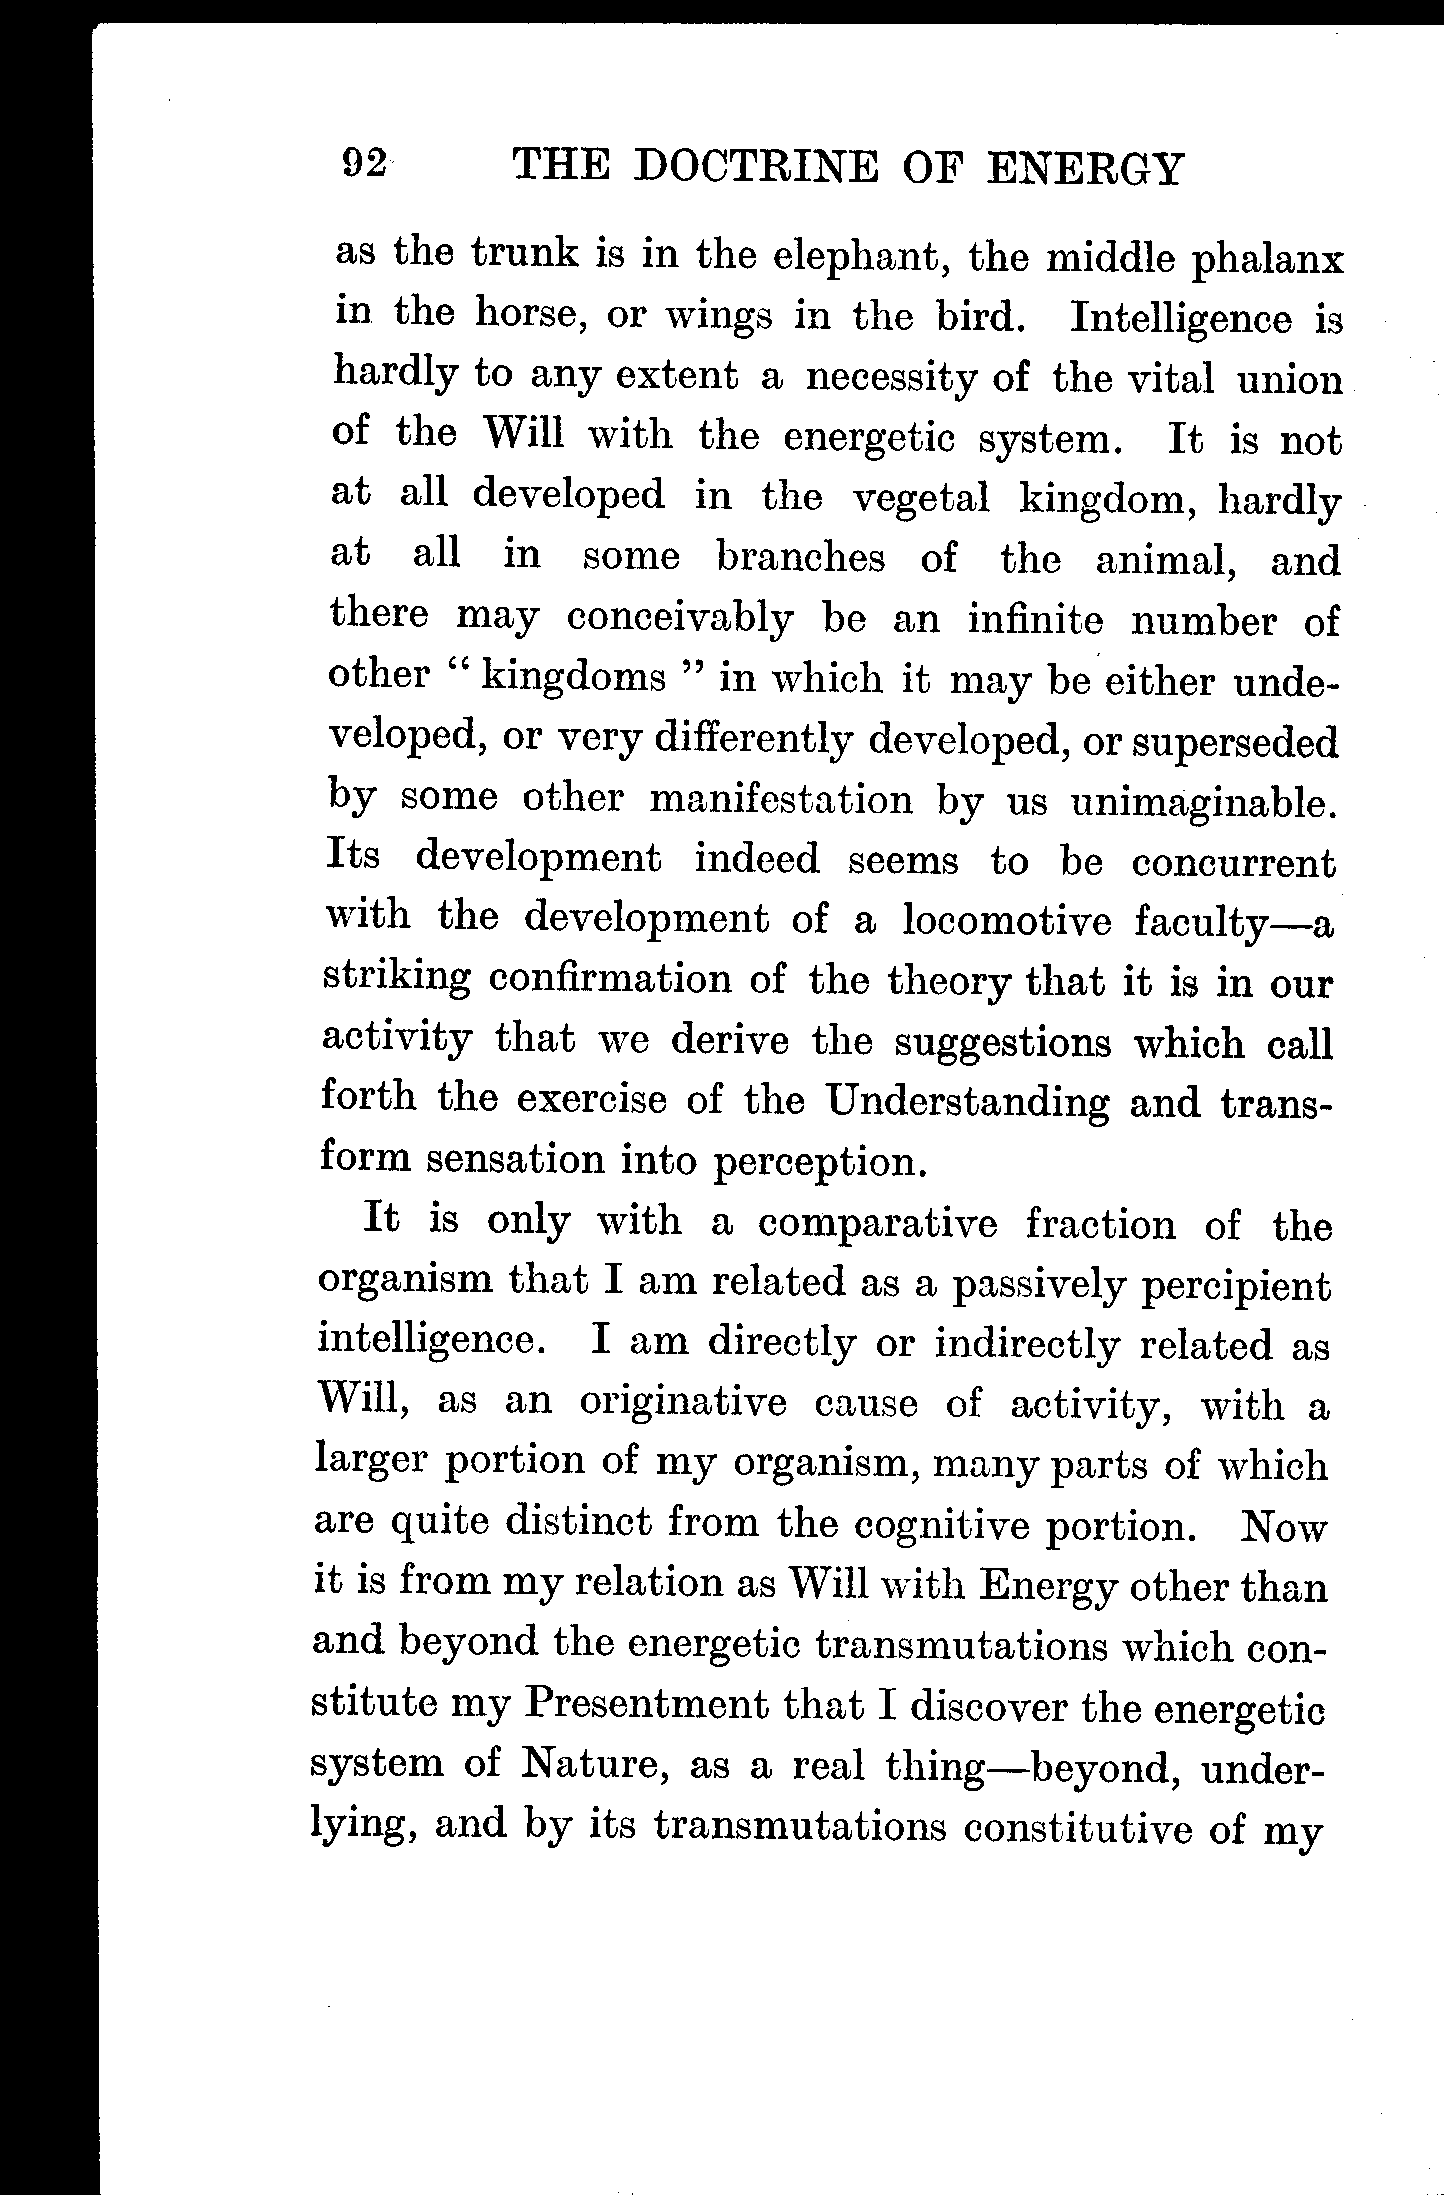 92 THE DOCTRINE OF ENERGY
as the trunk is in the elephant, the middle phalanx
in the horse, or wings in the bird. Intelligence is
hardly to any extent a necessity of the vital union
of the Will with the energetic system. It is not
at all developed in the vegetal kingdom, hardly
at all in some branches of the animal, and
there may conceivably be an infinite number of
other “ kingdoms ” in which it may be either unde-
veloped, or very differently developed, or superseded
by some other manifestation by us unimaginable.
Its development indeed seems to be concurrent
with the development of a locomotive faculty—a
striking confirmation of the theory that it is in our
activity that we derive the suggestions which call
forth the exercise of the Understanding and trans-
form sensation into perception.
It is only with a comparative fraction of the
organism that I am related as a passively percipient
intelligence. I am directly or indirectly related as
Will, as an originative cause of activity, with a
larger portion of my organism, many parts of which
are quite distinct from the cognitive portion. Now
it is from my relation as Will with Energy other than
and beyond the energetic transmutations which con-
stitute my Presentment that I discover the energetic
system of Nature, as a real thing—beyond, under-
lying, and by its transmutations constitutive of my